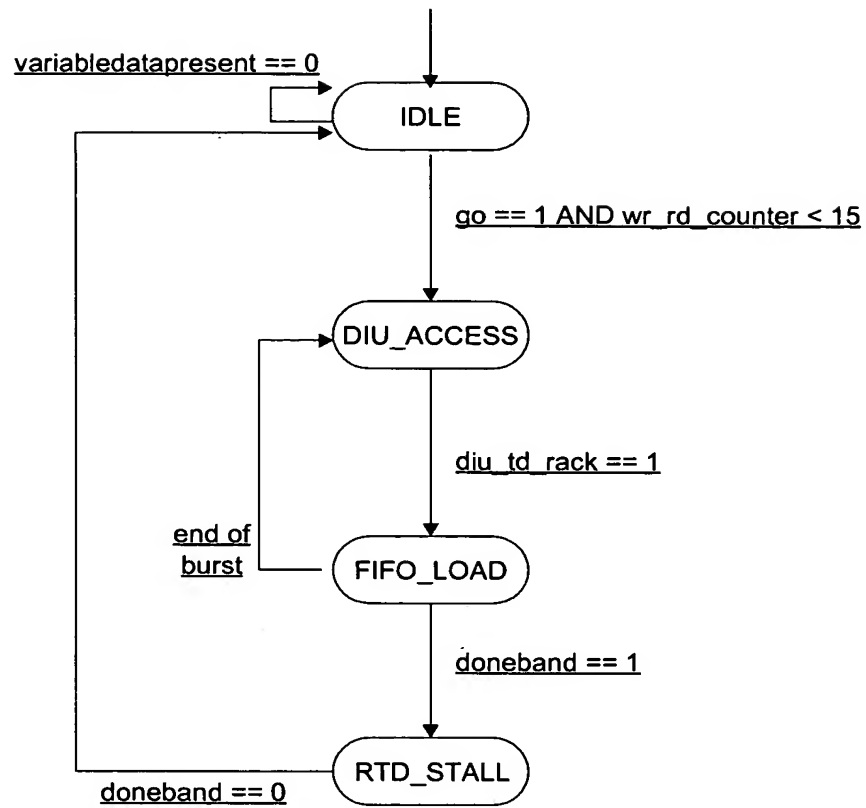 variabledatapresent == 0
IDLE
go == 1 AND wr_rd_counter < 15
DIU_ACCESS
diu_td_rack == 1
end of
burst
FIFO_LOAD
doneband == 1
RTD_STALL
doneband == 0